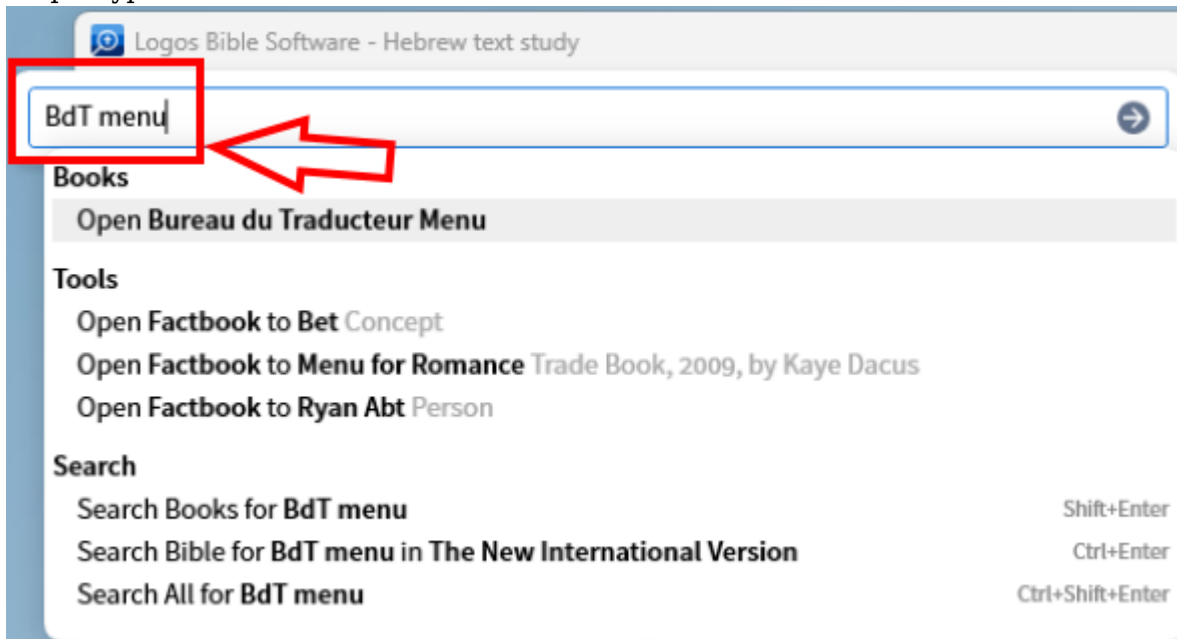 Logos Bible Software - Hebrew text study
BdT menu
Books
Open Bureau du Traducteur Menu
Tools
Open Factbook to Bet Concept
Open Factbook to Menu for Romance Trade Book, 2009, by Kaye Dacus
Open Factbook to Ryan Abt Person
Search
Search Books for BdT menu Shift+Enter
Search Bible for BdT menu in The New International Version Ctrl+Enter
Search All for BdT menu Ctrl+Shift+Enter